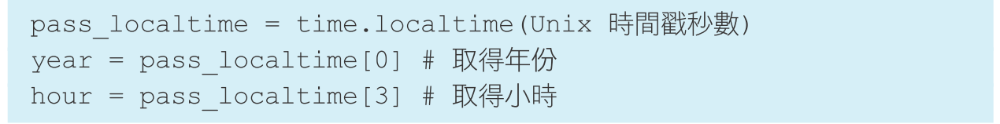 pass_localtime = time.localtime(Unix 時間戳秒數)
year = pass_localtime[0] # 取得年份
hour = pass_localtime[3] # 取得小時